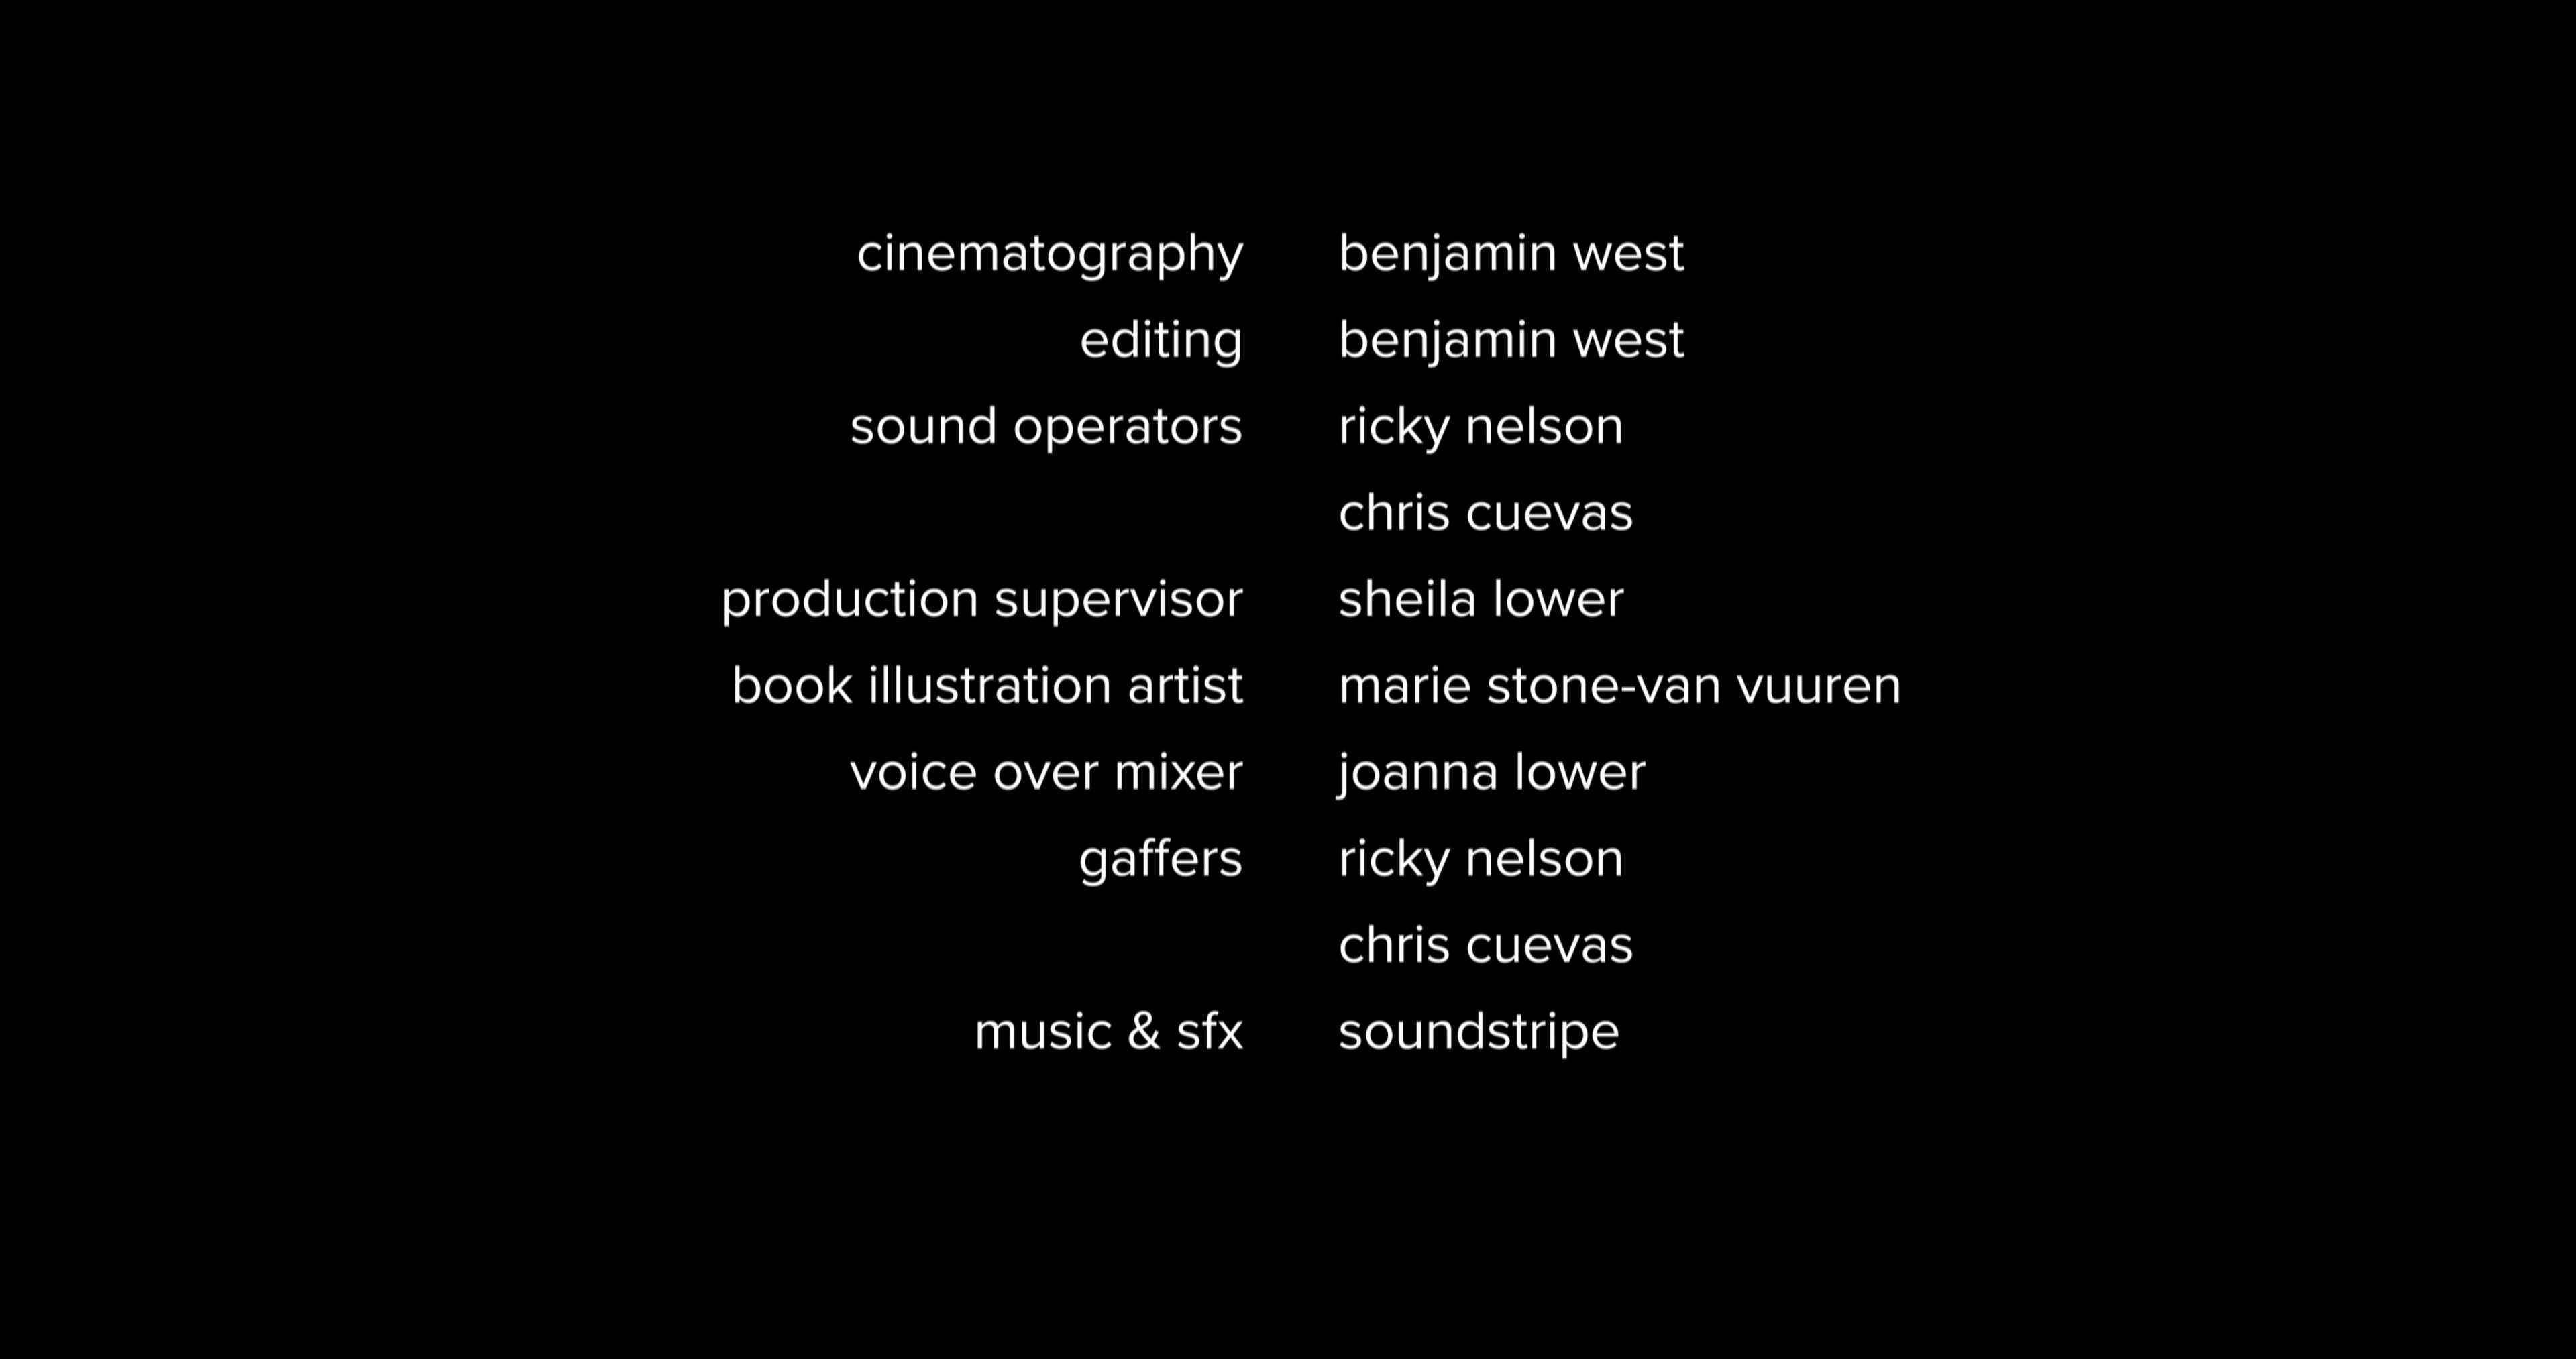 cinematography benjamin west
editing benjamin west
sound operators ricky nelson
chris cuevas
production supervisor sheila lower
book illustration artist marie stone-van vuuren
voice over mixer joanna lower
gaffers ricky nelson
chris cuevas
music & sfx soundstripe